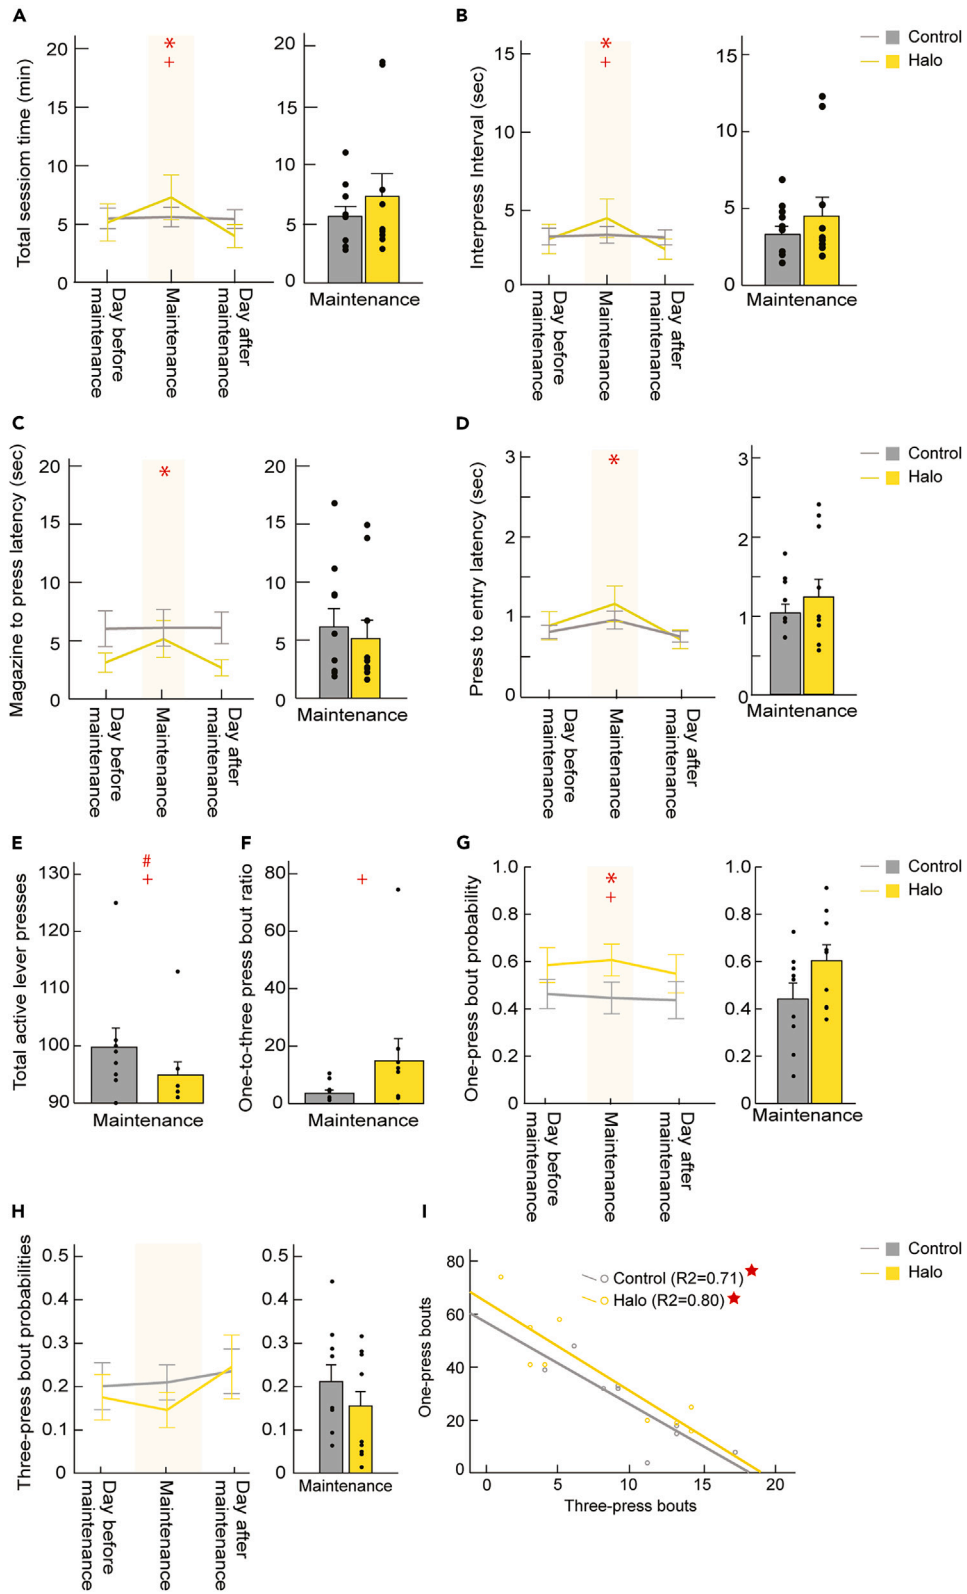 A
Total sessiom time (min)
20
15
10
5
0
*
+
Day before
maintenance
Maintenance
Day after
maintenance
20
15
10
5
0
Maintenance
B
Interpress Interval (sec)
15
10
5
0
*
+
Day before
maintenance
Maintenance
Day after
maintenance
15
10
5
0
Maintenance
Control
Halo
C
Magazine to press latency (sec)
20
15
10
5
0
*
Day before
maintenance
Maintenance
Day after
maintenance
20
15
10
5
0
Maintenance
D
Press to entry latency (sec)
3
2
1
0
*
Day before
maintenance
Maintenance
Day after
maintenance
3
2
1
0
Maintenance
Control
Halo
E
Total active lever presses
130
120
110
100
90
#
+
Maintenance
F
One-to-three press bout ratio
80
60
40
20
0
+
Maintenance
G
One-press bout probability
1.0
0.8
0.6
0.4
0.2
0
*
+
Day before
maintenance
Maintenance
Day after
maintenance
1.0
0.8
0.6
0.4
0.2
0
Maintenance
Control
Halo
H
Three-press bout probabilities
0.5
0.4
0.3
0.2
0.1
0
Day before
maintenance
Maintenance
Day after
maintenance
0.5
0.4
0.3
0.2
0.1
0
Maintenance
I
One-press bouts
80
60
40
20
0
Control (R2=0.71)
Halo (R2=0.80)
0 5 10 15 20
Three-press bouts
Control
Halo